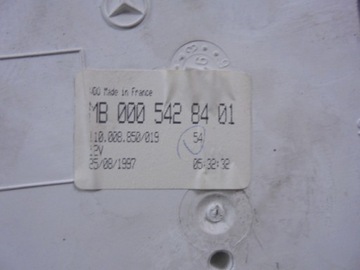 VDO Made in France
MB 000 542 84 01
110.008.850/019
54
12V
25/08/1997
05:32:32